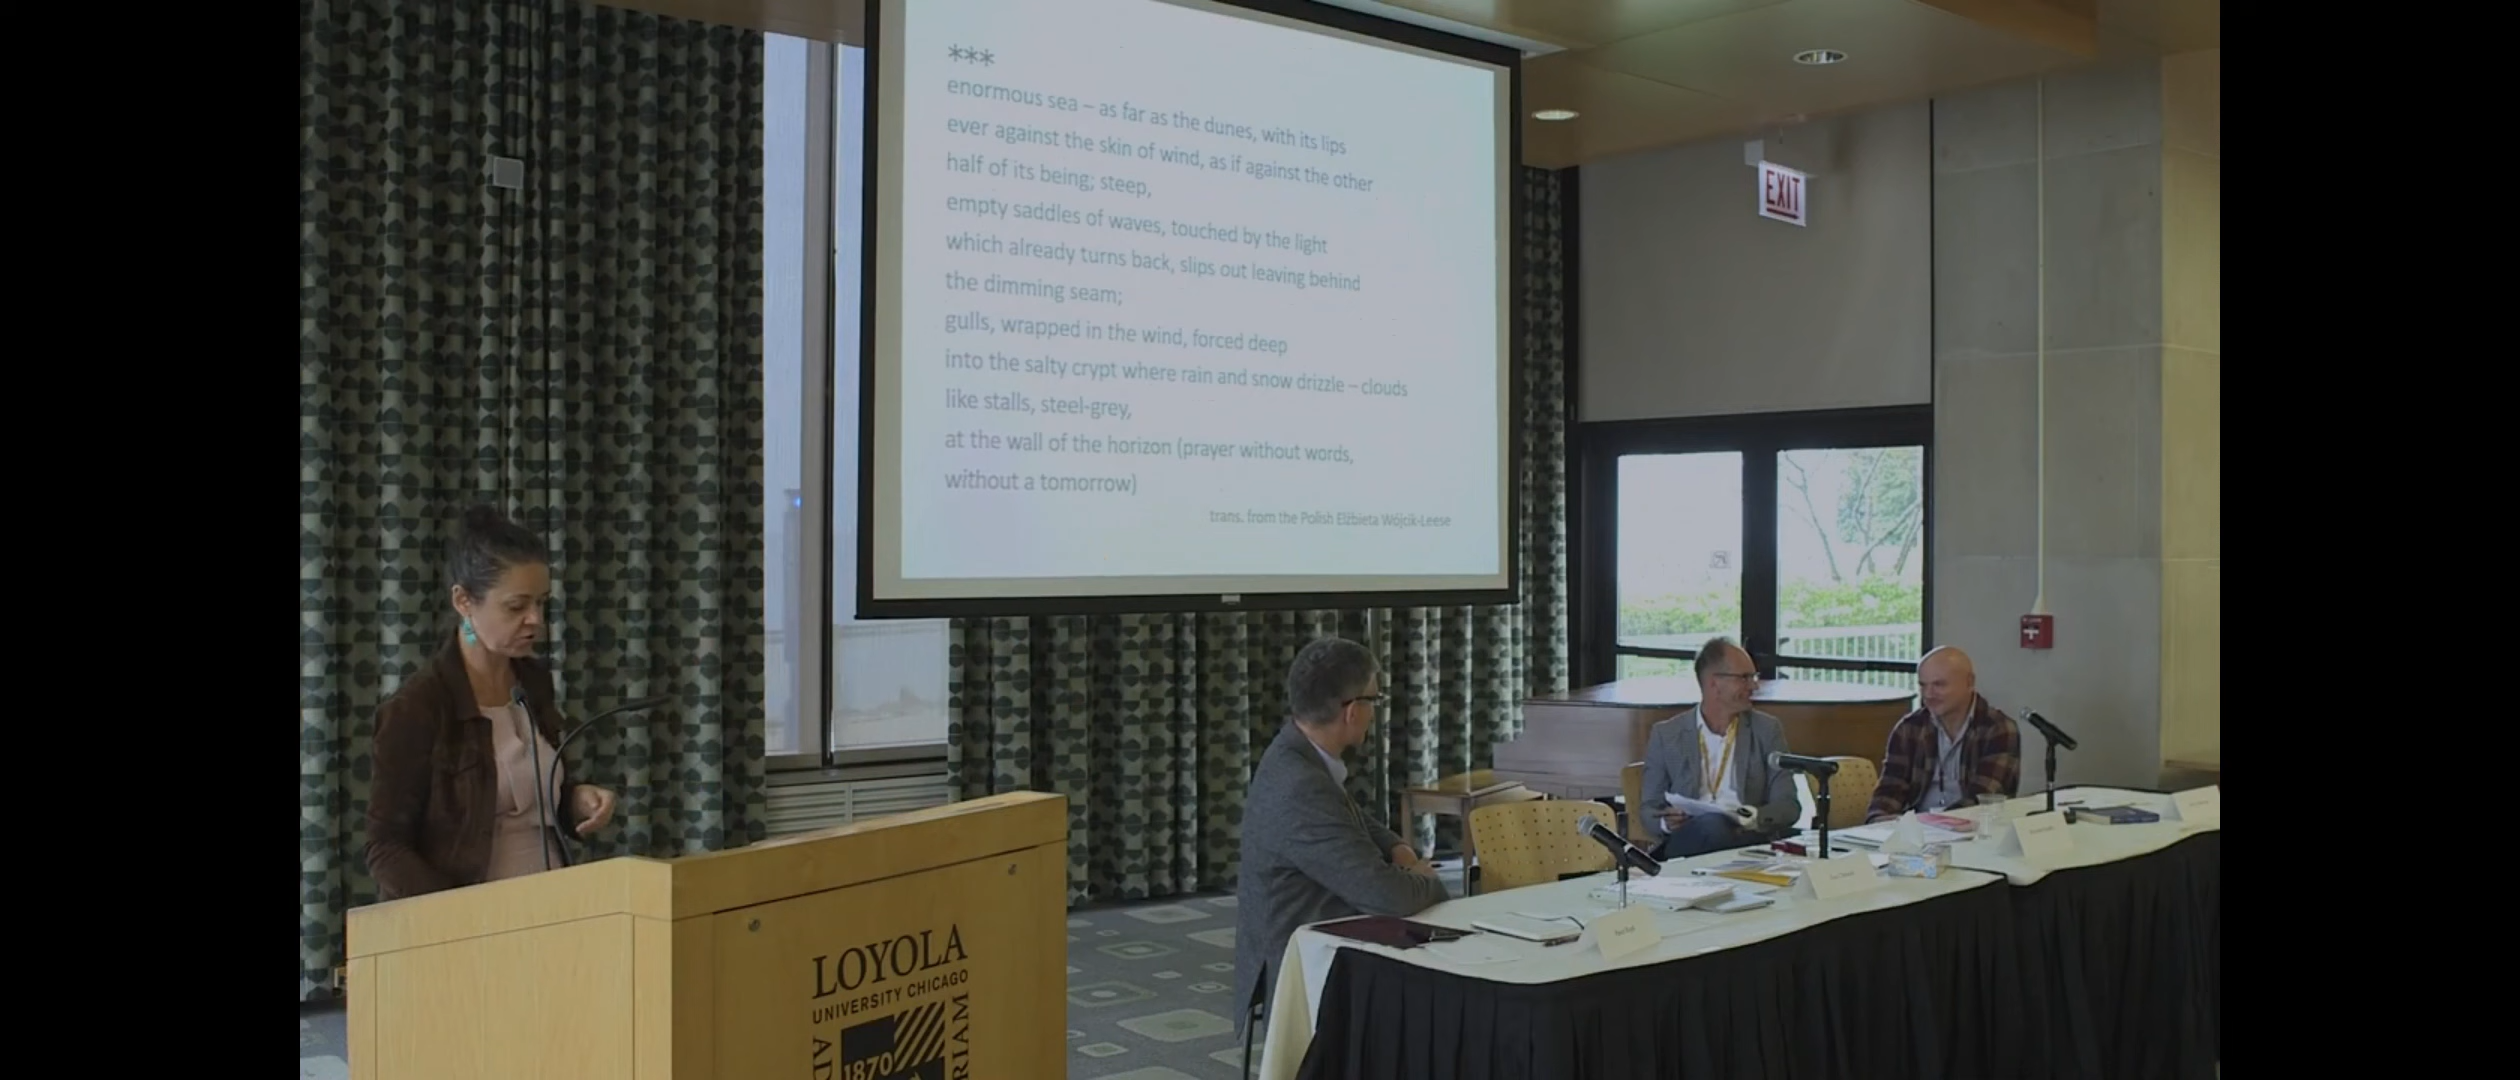 ***
enormous sea – as far as the dunes, with its lips
ever against the skin of wind, as if against the other
half of its being; steep,
empty saddles of waves, touched by the light
which already turns back, slips out leaving behind
the dimming seam;
gulls, wrapped in the wind, forced deep
into the salty crypt where rain and snow drizzle – clouds
like stalls, steel-grey,
at the wall of the horizon (prayer without words,
without a tomorrow)
trans. from the Polish Elżbieta Wójcik-Leese
EXIT
LOYOLA
UNIVERSITY CHICAGO
AD
1870
RIAM